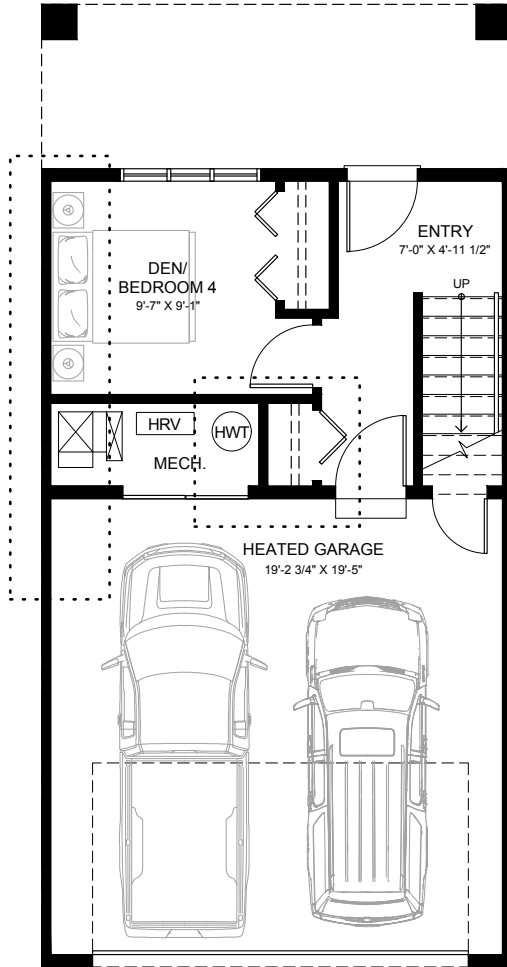 ENTRY
7'-0" X 4'-11 1/2"
DEN/
BEDROOM 4
9'-7" X 9'-1"
UP
HRV
HWT
MECH.
HEATED GARAGE
19'-2 3/4" X 19'-5"